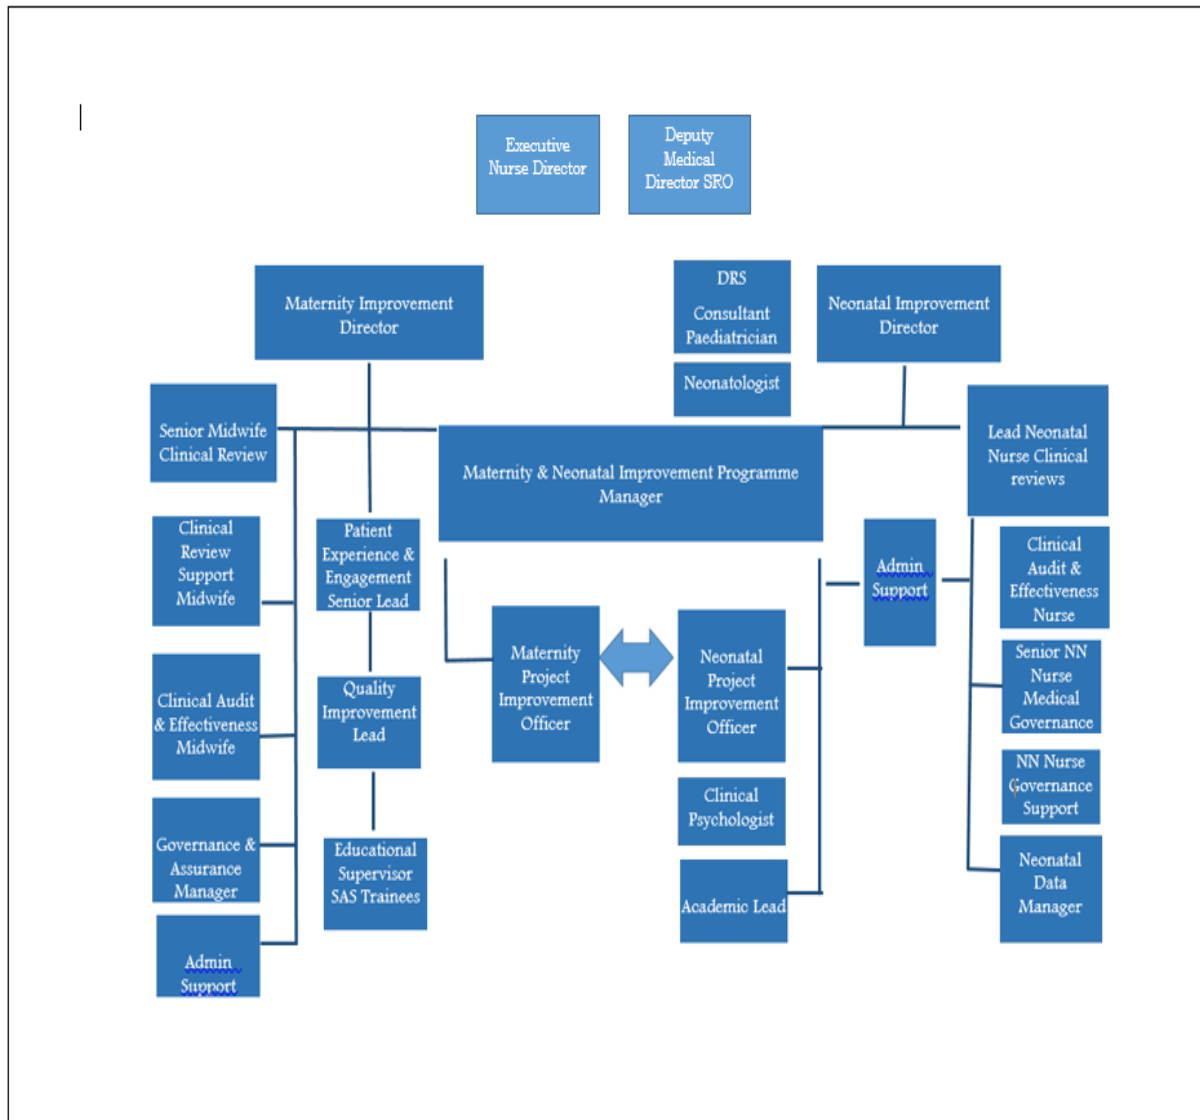 Executive
Nurse Director
Deputy
Medical
Director SRO
Maternity Improvement
Director
DRS
Consultant
Paediatrician
Neonatal Improvement
Director
Neonatologist
Senior Midwife
Clinical Review
Maternity & Neonatal Improvement Programme
Manager
Lead Neonatal
Nurse Clinical
reviews
Clinical
Review
Support
Midwife
Patient
Experience &
Engagement
Senior Lead
Admin
Support
Clinical
Audit &
Effectiveness
Nurse
Maternity
Project
Improvement
Officer
Neonatal
Project
Improvement
Officer
Senior NN
Nurse
Medical
Governance
Clinical Audit
& Effectiveness
Midwife
Quality
Improvement
Lead
NN Nurse
Governance
Support
Clinical
Psychologist
Governance &
Assurance
Manager
Educational
Supervisor
SAS Trainees
Academic Lead
Neonatal
Data
Manager
Admin
Support